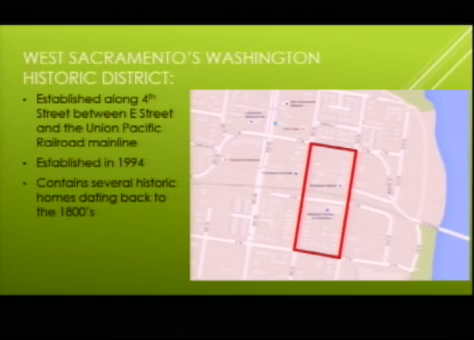 WEST SACRAMENTO'S WASHINGTON
HISTORIC DISTRICT:
• Established along 4th
Street between E Street
and the Union Pacific
Railroad mainline
• Established in 1994
• Contains several historic
homes dating back to
the 1800's